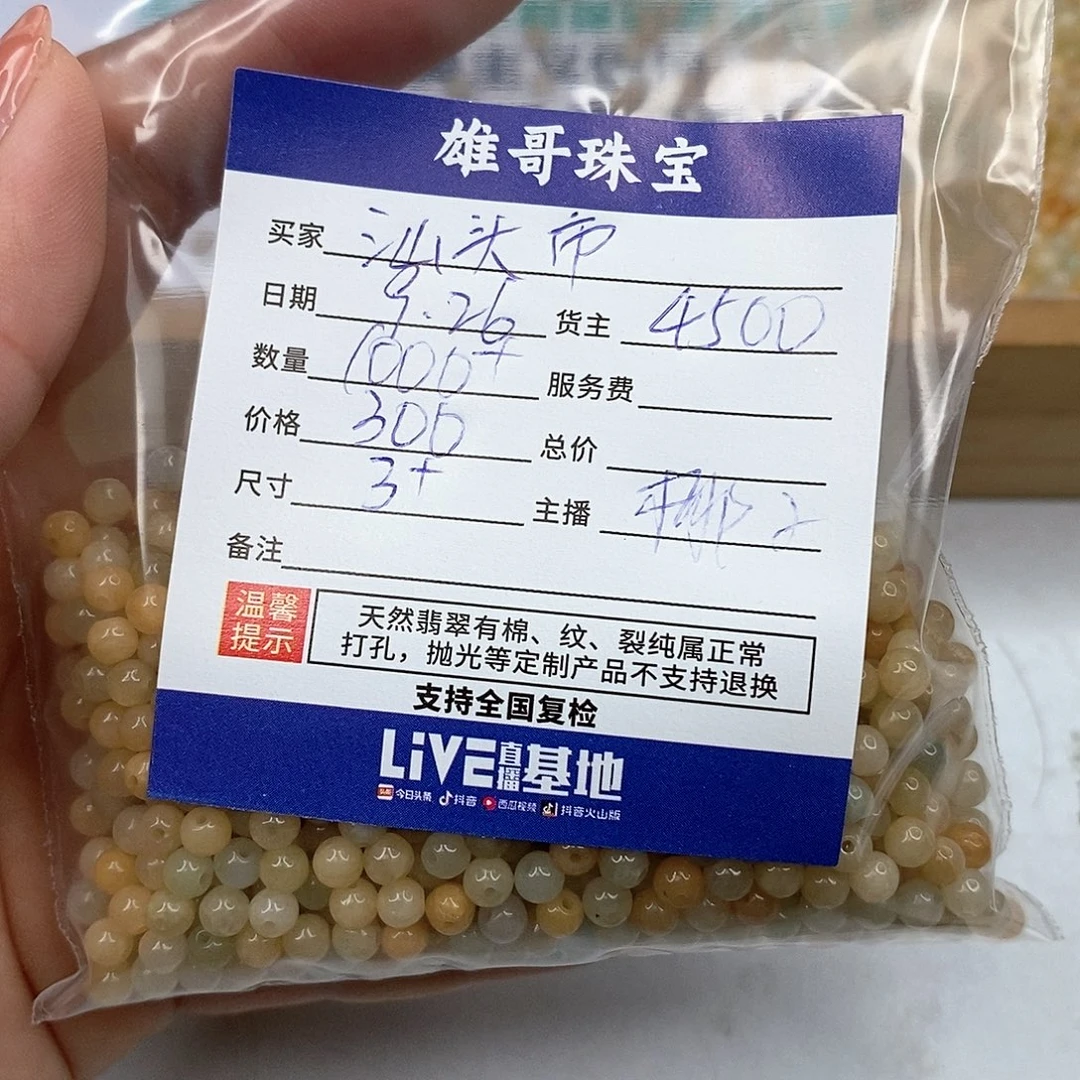 雄哥珠宝
买家 汕头市
日期 9.26 货主 4500
数量 1000+ 服务费
价格 300 总价
尺寸 3+ 主播
备注
温馨提示
天然翡翠有棉、纹、裂纯属正常
打孔，抛光等定制产品不支持退换
支持全国复检
LiVE直播基地
头条 今日头条 抖音 西瓜视频 抖音火山版